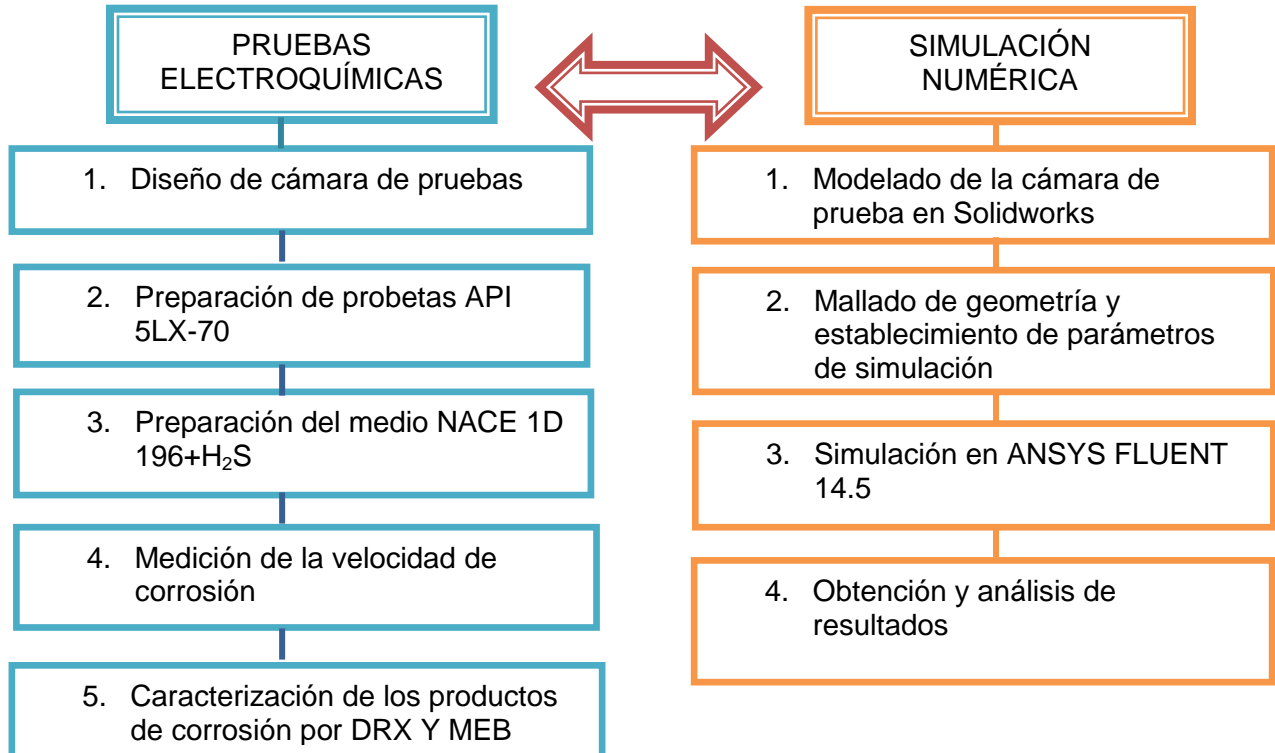 PRUEBAS
ELECTROQUÍMICAS
1. Diseño de cámara de pruebas
2. Preparación de probetas API
5LX-70
3. Preparación del medio NACE 1D
196+H₂S
4. Medición de la velocidad de
corrosión
5. Caracterización de los productos
de corrosión por DRX Y MEB
SIMULACIÓN
NUMÉRICA
1. Modelado de la cámara de
prueba en Solidworks
2. Mallado de geometría y
establecimiento de parámetros
de simulación
3. Simulación en ANSYS FLUENT
14.5
4. Obtención y análisis de
resultados